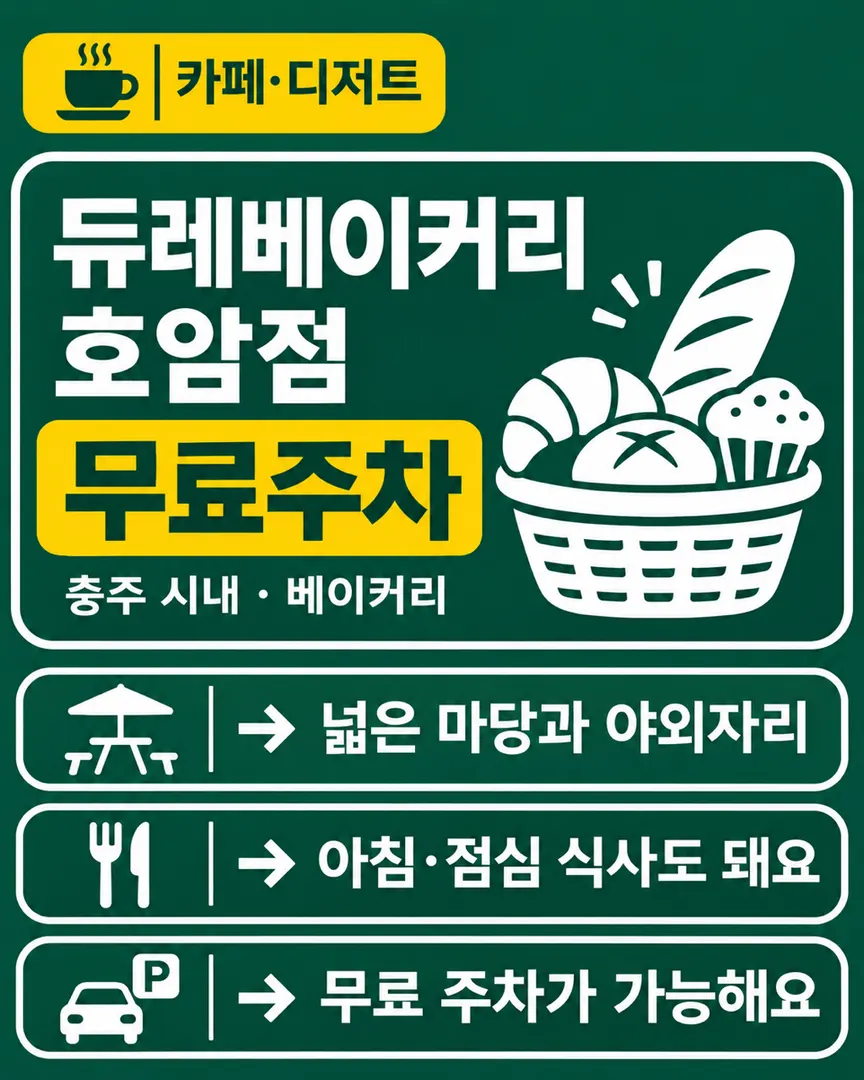 카페·디저트
듀레베이커리
호암점
무료주차
충주 시내 · 베이커리
→ 넓은 마당과 야외자리
→ 아침·점심 식사도 돼요
P
→ 무료 주차가 가능해요